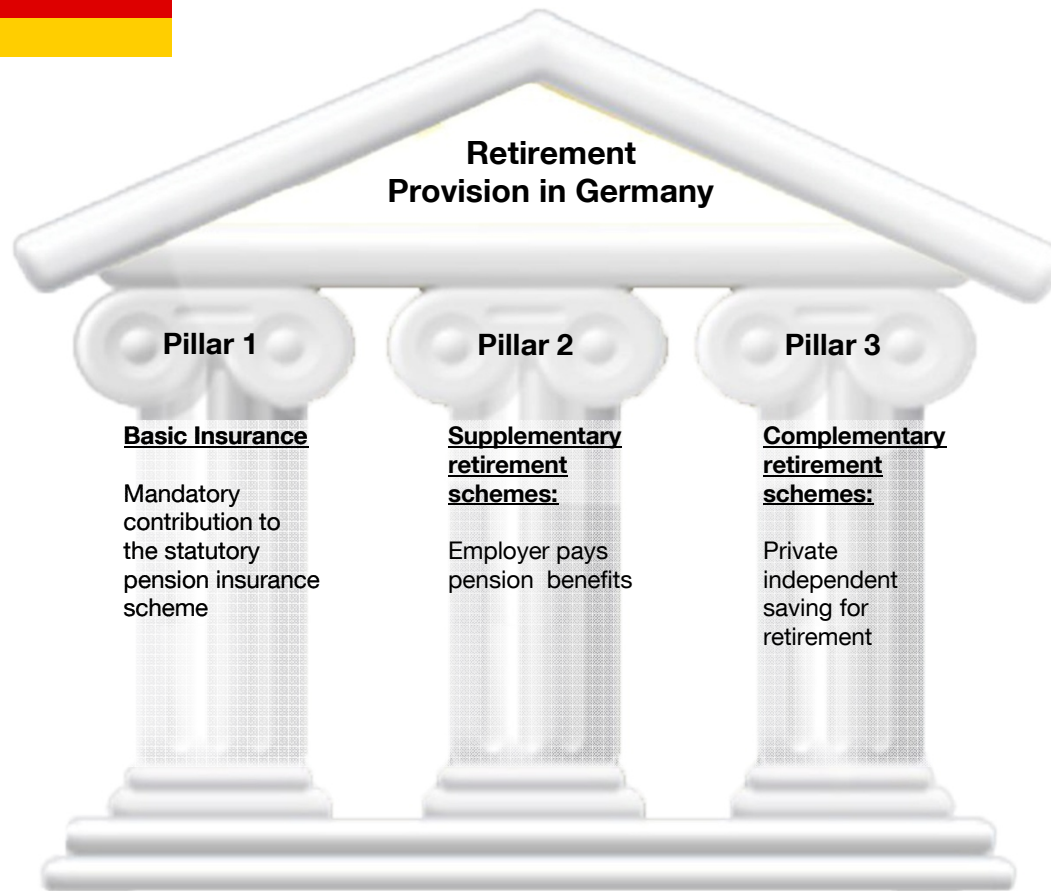 Retirement
Provision in Germany
Pillar 1
Basic Insurance
Mandatory
contribution to
the statutory
pension insurance
scheme
Pillar 2
Supplementary
retirement
schemes:
Employer pays
pension benefits
Pillar 3
Complementary
retirement
schemes:
Private
independent
saving for
retirement